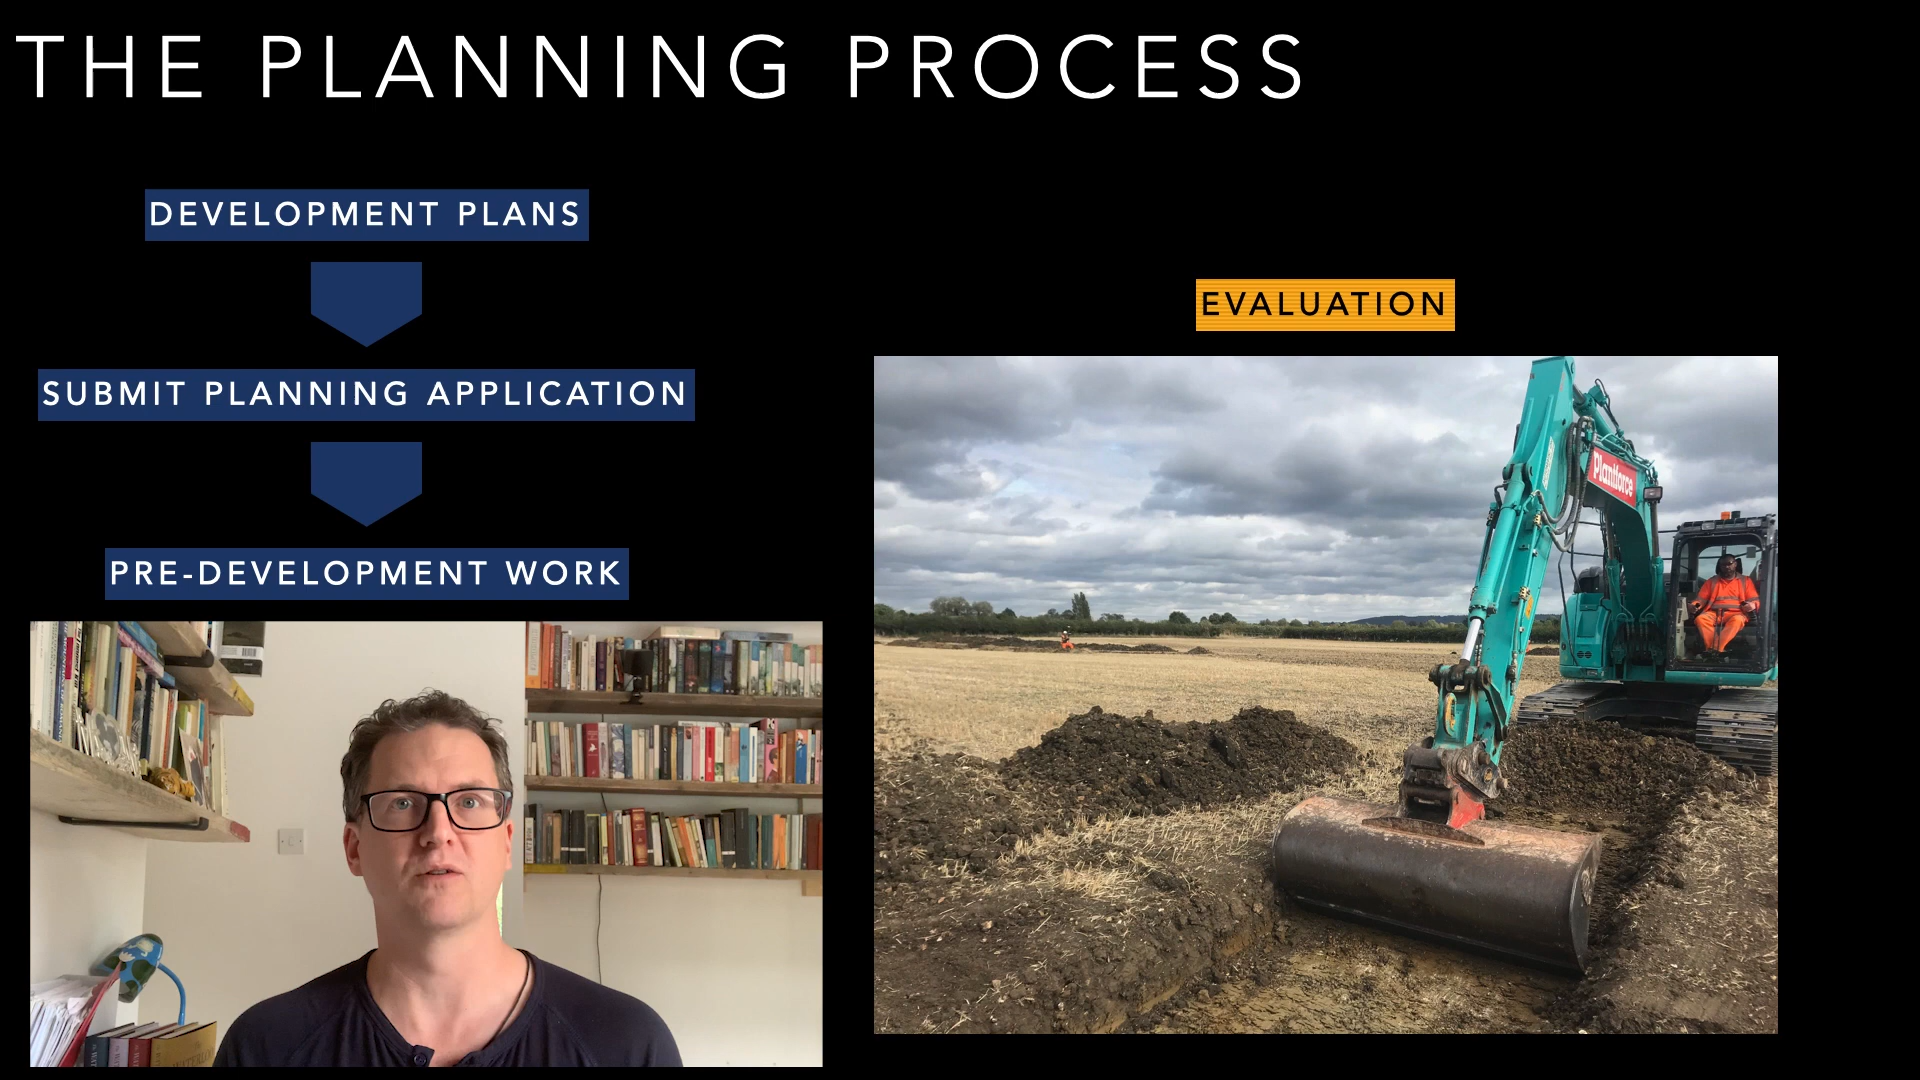 THE PLANNING PROCESS
DEVELOPMENT PLANS
SUBMIT PLANNING APPLICATION
PRE-DEVELOPMENT WORK
EVALUATION
Plantforce